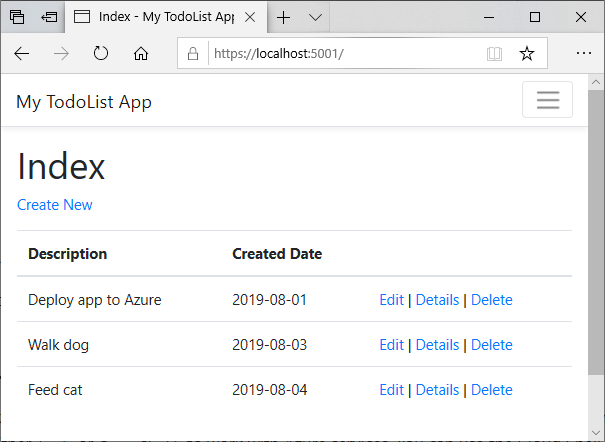 Index - My TodoList App
https://localhost:5001/
My TodoList App
Index
Create New
Description Created Date
Deploy app to Azure 2019-08-01 Edit | Details | Delete
Walk dog 2019-08-03 Edit | Details | Delete
Feed cat 2019-08-04 Edit | Details | Delete